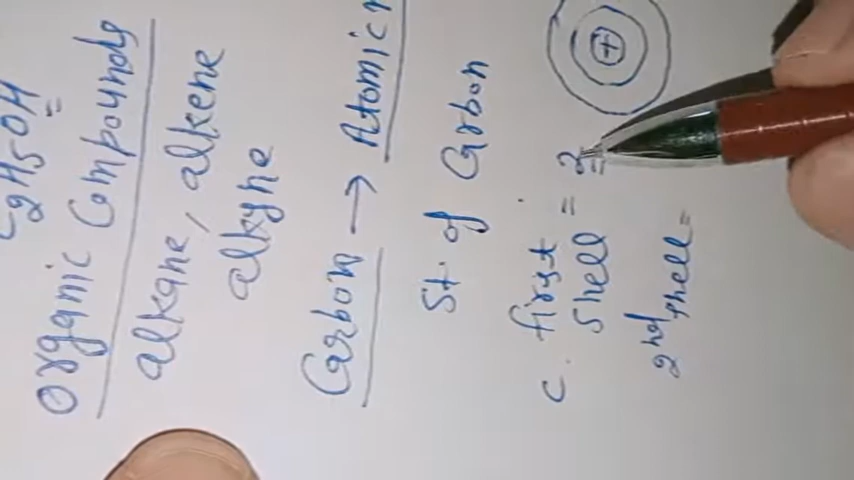 C2H5OH
Organic Compounds
alkane, alkene
alkyne
Carbon → Atomic
St. of Carbon
+
C. first = 2
shell
2nd shell =